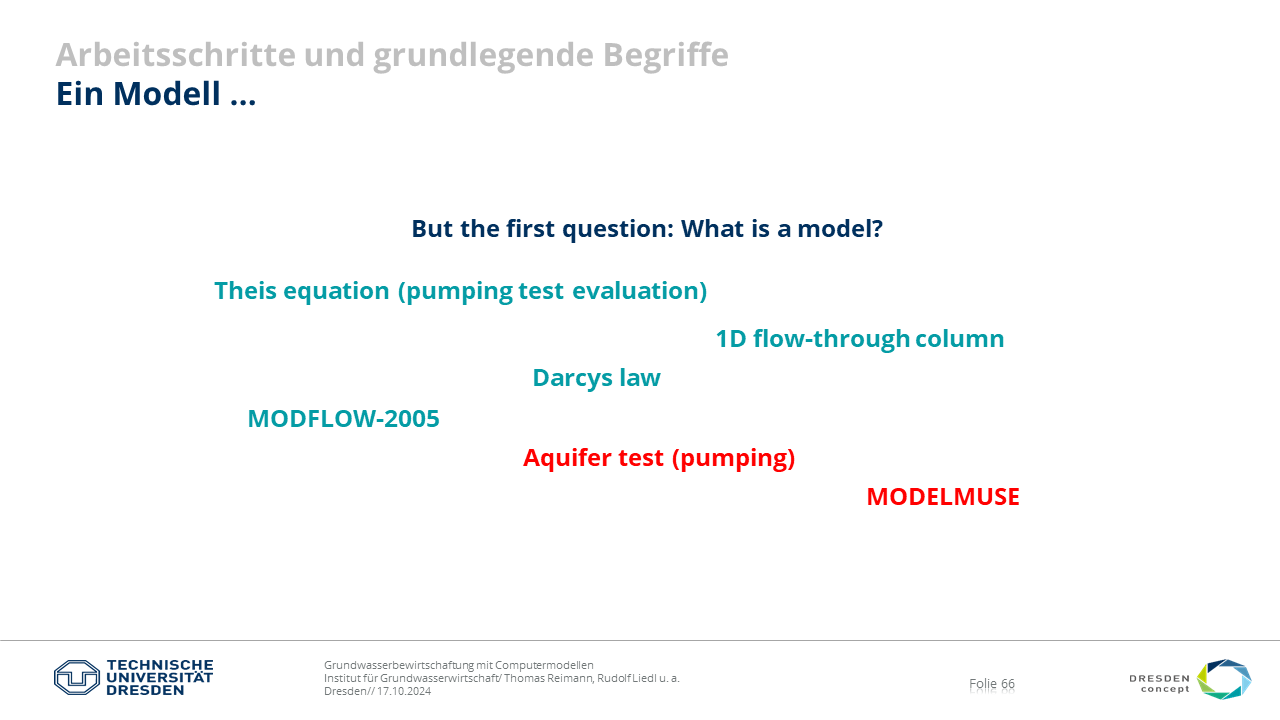 Arbeitsschritte und grundlegende Begriffe
Ein Modell ...
But the first question: What is a model?
Theis equation (pumping test evaluation)
1D flow-through column
Darcys law
MODFLOW-2005
Aquifer test (pumping)
MODELMUSE
TECHNISCHE
UNIVERSITÄT
DRESDEN
Grundwasserbewirtschaftung mit Computermodellen
Institut für Grundwasserwirtschaft/ Thomas Reimann, Rudolf Liedl u. a.
Dresden// 17.10.2024
Folie 66
DRESDEN
concept